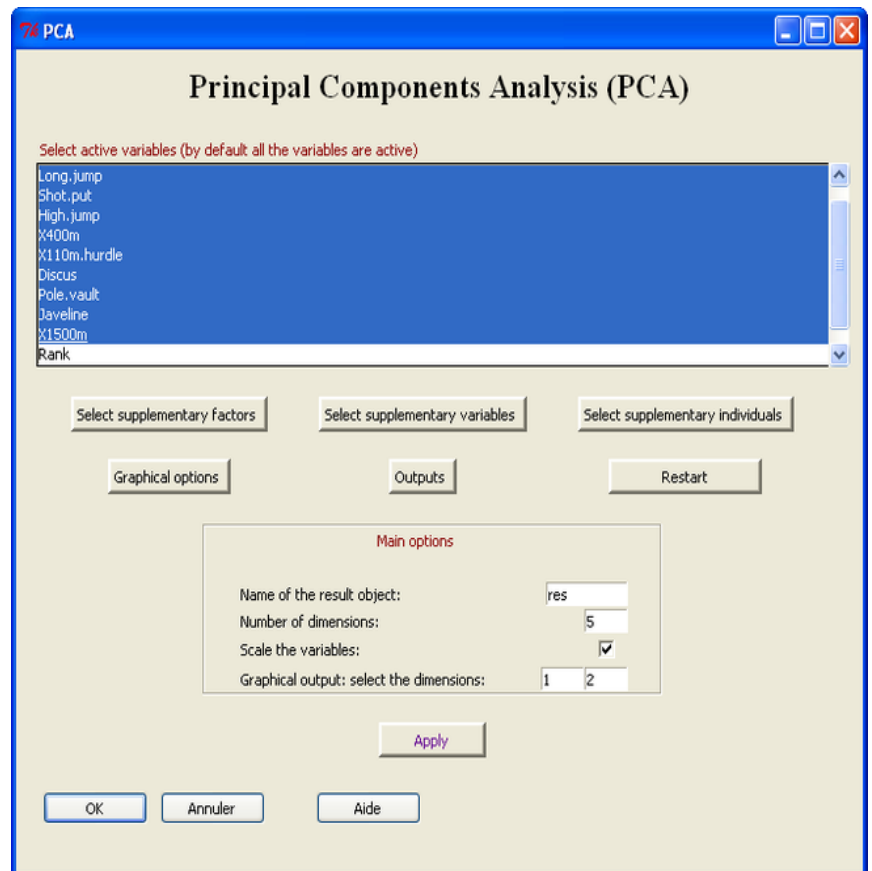 PCA
Principal Components Analysis (PCA)
Select active variables (by default all the variables are active)
Long.jump
Shot.put
High.jump
X400m
X110m.hurdle
Discus
Pole.vault
Javeline
X1500m
Rank
Select supplementary factors
Select supplementary variables
Select supplementary individuals
Graphical options
Outputs
Restart
Main options
Name of the result object: res
Number of dimensions: 5
Scale the variables:
Graphical output: select the dimensions: 1 2
Apply
OK
Annuler
Aide